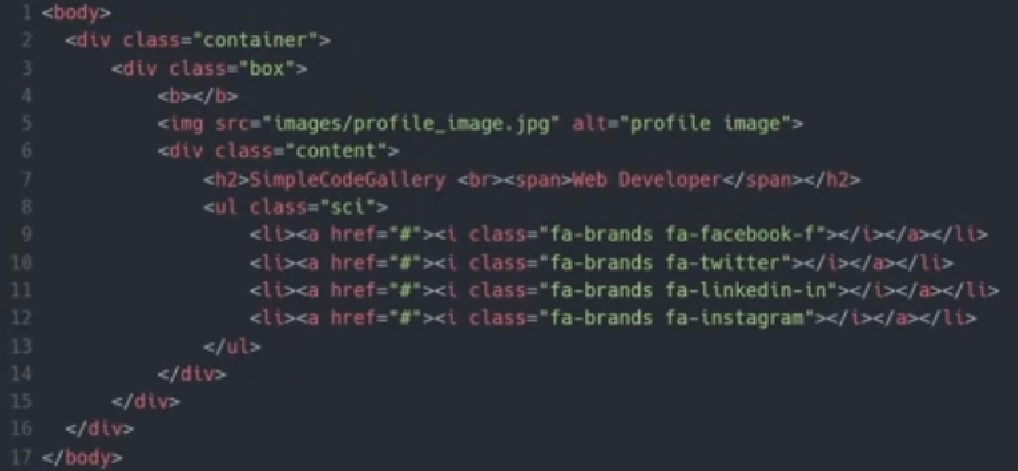 1 <body>
2 <div class="container">
3 <div class="box">
4 <b></b>
5 <img src="images/profile_image.jpg" alt="profile image">
6 <div class="content">
7 <h2>SimpleCodeGallery <br><span>Web Developer</span></h2>
8 <ul class="sci">
9 <li><a href="#"><i class="fa-brands fa-facebook-f"></i></a></li>
10 <li><a href="#"><i class="fa-brands fa-twitter"></i></a></li>
11 <li><a href="#"><i class="fa-brands fa-linkedin-in"></i></a></li>
12 <li><a href="#"><i class="fa-brands fa-instagram"></i></a></li>
13 </ul>
14 </div>
15 </div>
16 </div>
17 </body>